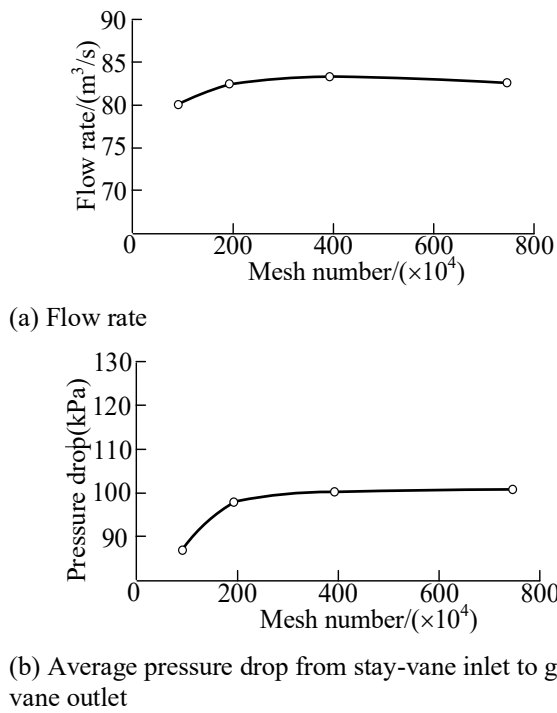 90
85
80
75
70
Flow rate/(m³/s)
0 200 400 600 800
Mesh number/(×10⁴)
(a) Flow rate
130
120
110
100
90
Pressure drop(kPa)
0 200 400 600 800
Mesh number/(×10⁴)
(b) Average pressure drop from stay-vane inlet to g
vane outlet